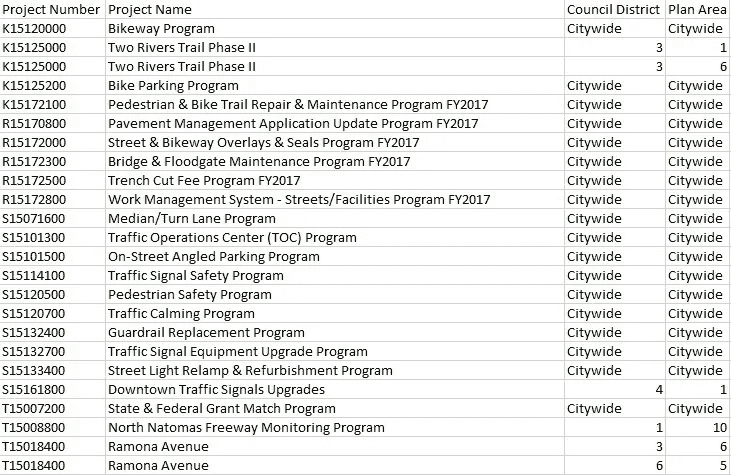 Project Number Project Name Council District Plan Area
K15120000 Bikeway Program Citywide Citywide
K15125000 Two Rivers Trail Phase II 3 1
K15125000 Two Rivers Trail Phase II 3 6
K15125200 Bike Parking Program Citywide Citywide
K15172100 Pedestrian & Bike Trail Repair & Maintenance Program FY2017 Citywide Citywide
R15170800 Pavement Management Application Update Program FY2017 Citywide Citywide
R15172000 Street & Bikeway Overlays & Seals Program FY2017 Citywide Citywide
R15172300 Bridge & Floodgate Maintenance Program FY2017 Citywide Citywide
R15172500 Trench Cut Fee Program FY2017 Citywide Citywide
R15172800 Work Management System - Streets/Facilities Program FY2017 Citywide Citywide
S15071600 Median/Turn Lane Program Citywide Citywide
S15101300 Traffic Operations Center (TOC) Program Citywide Citywide
S15101500 On-Street Angled Parking Program Citywide Citywide
S15114100 Traffic Signal Safety Program Citywide Citywide
S15120500 Pedestrian Safety Program Citywide Citywide
S15120700 Traffic Calming Program Citywide Citywide
S15132400 Guardrail Replacement Program Citywide Citywide
S15132700 Traffic Signal Equipment Upgrade Program Citywide Citywide
S15133400 Street Light Relamp & Refurbishment Program Citywide Citywide
S15161800 Downtown Traffic Signals Upgrades 4 1
T15007200 State & Federal Grant Match Program Citywide Citywide
T15008800 North Natomas Freeway Monitoring Program 1 10
T15018400 Ramona Avenue 3 6
T15018400 Ramona Avenue 6 5